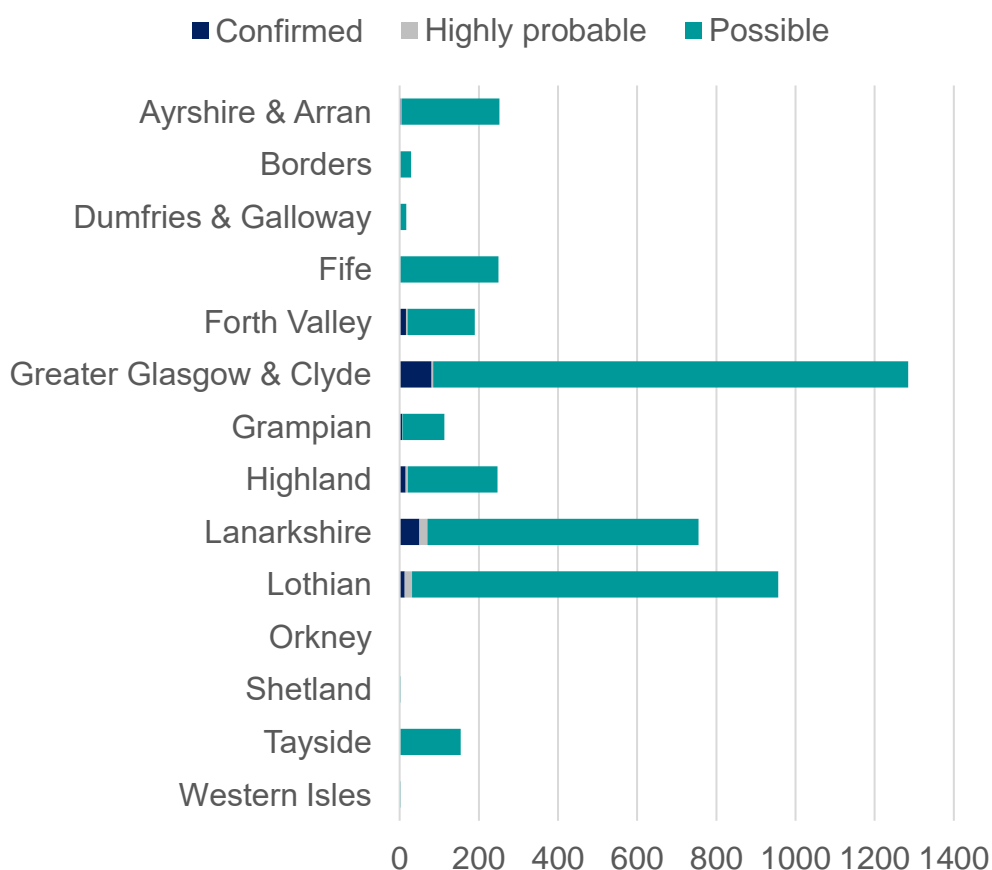 Confirmed Highly probable Possible
Ayrshire & Arran
Borders
Dumfries & Galloway
Fife
Forth Valley
Greater Glasgow & Clyde
Grampian
Highland
Lanarkshire
Lothian
Orkney
Shetland
Tayside
Western Isles
0 200 400 600 800 1000 1200 1400